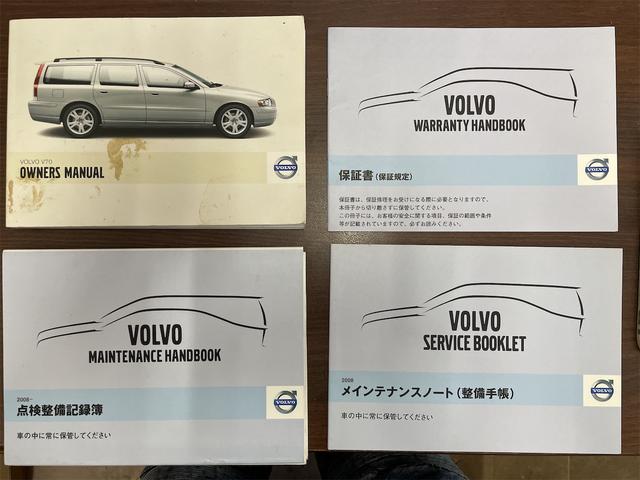 VOLVO V70
OWNERS MANUAL
VOLVO
VOLVO
WARRANTY HANDBOOK
保証書(保証規定)
VOLVO
保証書は、保証修理をお受けになる際に必要となりますので、
本冊子から切り離さずに保管してください。
この冊子には、お客様の安全に関する項目、保証の範囲や条件
等が記載されていますので、必ずお読みください。
VOLVO
MAINTENANCE HANDBOOK
2008-
点検整備記録簿
VOLVO
車の中に常に保管してください
VOLVO
SERVICE BOOKLET
2008
メインテナンスノート(整備手帳)
VOLVO
車の中に常に保管してください